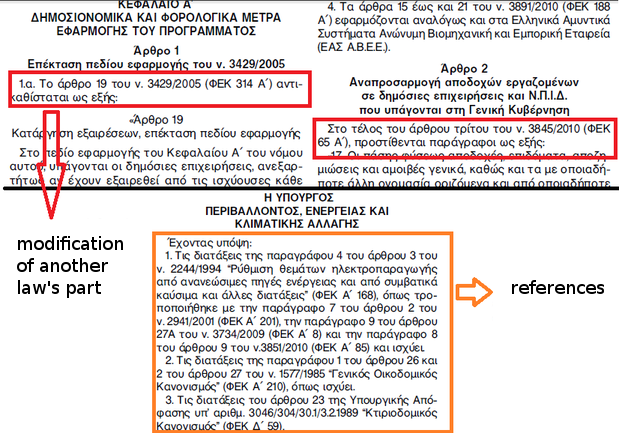 ΚΕΦΑΛΑΙΟ Α΄
ΔΗΜΟΣΙΟΝΟΜΙΚΑ ΚΑΙ ΦΟΡΟΛΟΓΙΚΑ ΜΕΤΡΑ
ΕΦΑΡΜΟΓΗΣ ΤΟΥ ΠΡΟΓΡΑΜΜΑΤΟΣ
Άρθρο 1
Επέκταση πεδίου εφαρμογής του ν. 3429/2005
1.α. Το άρθρο 19 του ν. 3429/2005 (ΦΕΚ 314 Α΄) αντι-
καθίσταται ως εξής:
«Άρθρο 19
Κατάργηση εξαιρέσεων, επέκταση πεδίου εφαρμογής
Στο πεδίο εφαρμογής του Κεφαλαίου Α΄ του νόμου
αυτού, υπάγονται οι δημόσιες επιχειρήσεις, ανεξαρ-
τήτως αν έχουν εξαιρεθεί από τις ισχύουσες κάθε
4. Τα άρθρα 15 έως και 21 του ν. 3891/2010 (ΦΕΚ 188
Α΄) εφαρμόζονται αναλόγως και στα Ελληνικά Αμυντικά
Συστήματα Ανώνυμη Βιομηχανική και Εμπορική Εταιρεία
(ΕΑΣ Α.Β.Ε.Ε.).
Άρθρο 2
Αναπροσαρμογή αποδοχών εργαζομένων
σε δημόσιες επιχειρήσεις και Ν.Π.Ι.Δ.
που υπάγονται στη Γενική Κυβέρνηση
Στο τέλος του άρθρου τρίτου του ν. 3845/2010 (ΦΕΚ
65 Α΄), προστίθενται παράγραφοι ως εξής:
17. Οι πάσης φύσεως αποδοχές, επιδόματα, αποζη-
μιώσεις και αμοιβές γενικά, καθώς και τα με οποιαδή-
ποτε άλλη ονομασία οριζόμενα και από οποιαδήποτε
modification
of another
law's part
Η ΥΠΟΥΡΓΟΣ
ΠΕΡΙΒΑΛΛΟΝΤΟΣ, ΕΝΕΡΓΕΙΑΣ ΚΑΙ
ΚΛΙΜΑΤΙΚΗΣ ΑΛΛΑΓΗΣ
Έχοντας υπόψη:
1. Τις διατάξεις της παραγράφου 4 του άρθρου 3 του
ν. 2244/1994 “Ρύθμιση θεμάτων ηλεκτροπαραγωγής
από ανανεώσιμες πηγές ενέργειας και από συμβατικά
καύσιμα και άλλες διατάξεις” (ΦΕΚ Α΄ 168), όπως τρο-
ποποιήθηκε με την παράγραφο 7 του άρθρου 2 του
ν. 2941/2001 (ΦΕΚ Α΄ 201), την παράγραφο 9 του άρθρου
27Α του ν. 3734/2009 (ΦΕΚ Α΄ 8) και την παράγραφο 8
του άρθρου 9 του ν.3851/2010 (ΦΕΚ Α΄ 85) και ισχύει.
2. Τις διατάξεις της παραγράφου 1 του άρθρου 26 και
2 του άρθρου 27 του ν. 1577/1985 “Γενικός Οικοδομικός
Κανονισμός” (ΦΕΚ Α΄ 210), όπως ισχύει.
3. Τις διατάξεις του άρθρου 23 της Υπουργικής Από-
φασης υπ’ αριθμ. 3046/304/30.1/3.2.1989 “Κτιριοδομικός
Κανονισμός” (ΦΕΚ Δ΄ 59).
references